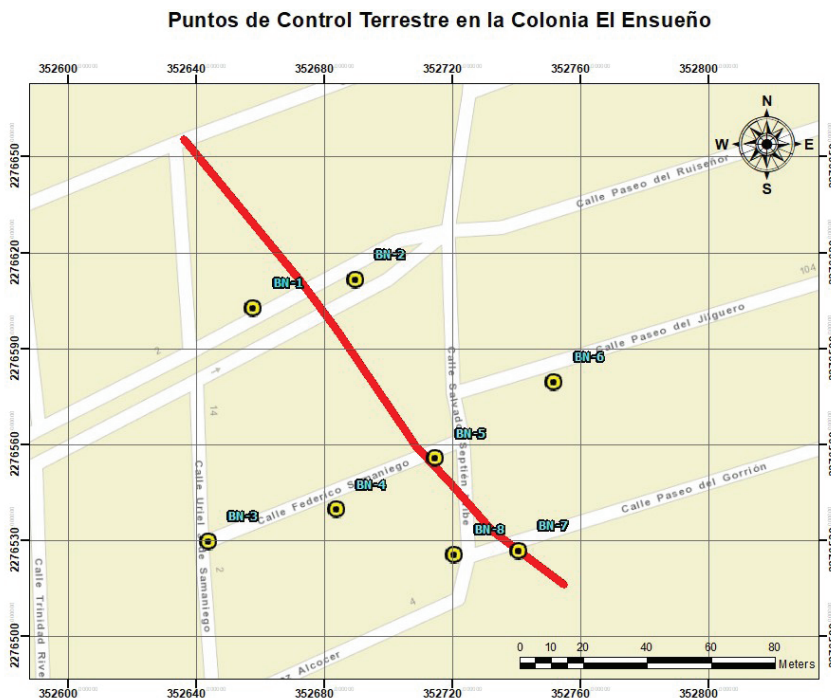 Puntos de Control Terrestre en la Colonia El Ensueño
352600 352640 352680 352720 352760 352800
N
W E
S
2276650
Calle Paseo del Ruiseñor
2276620
BN-2
BN-1
104
Calle Paseo del Jilguero
2276590
2
BN-6
14
Calle Salvador Septién
BN-5
2276560
Calle Federico Samaniego
BN-4
Calle Paseo del Gorrión
Calle Uriel
de Samaniego
BN-3
BN-8
BN-7
2276530
2
4
Calle Trinidad Rive
2276500
ez Alcocer
0 10 20 40 60 80
Meters
352600 352640 352680 352720 352760 352800